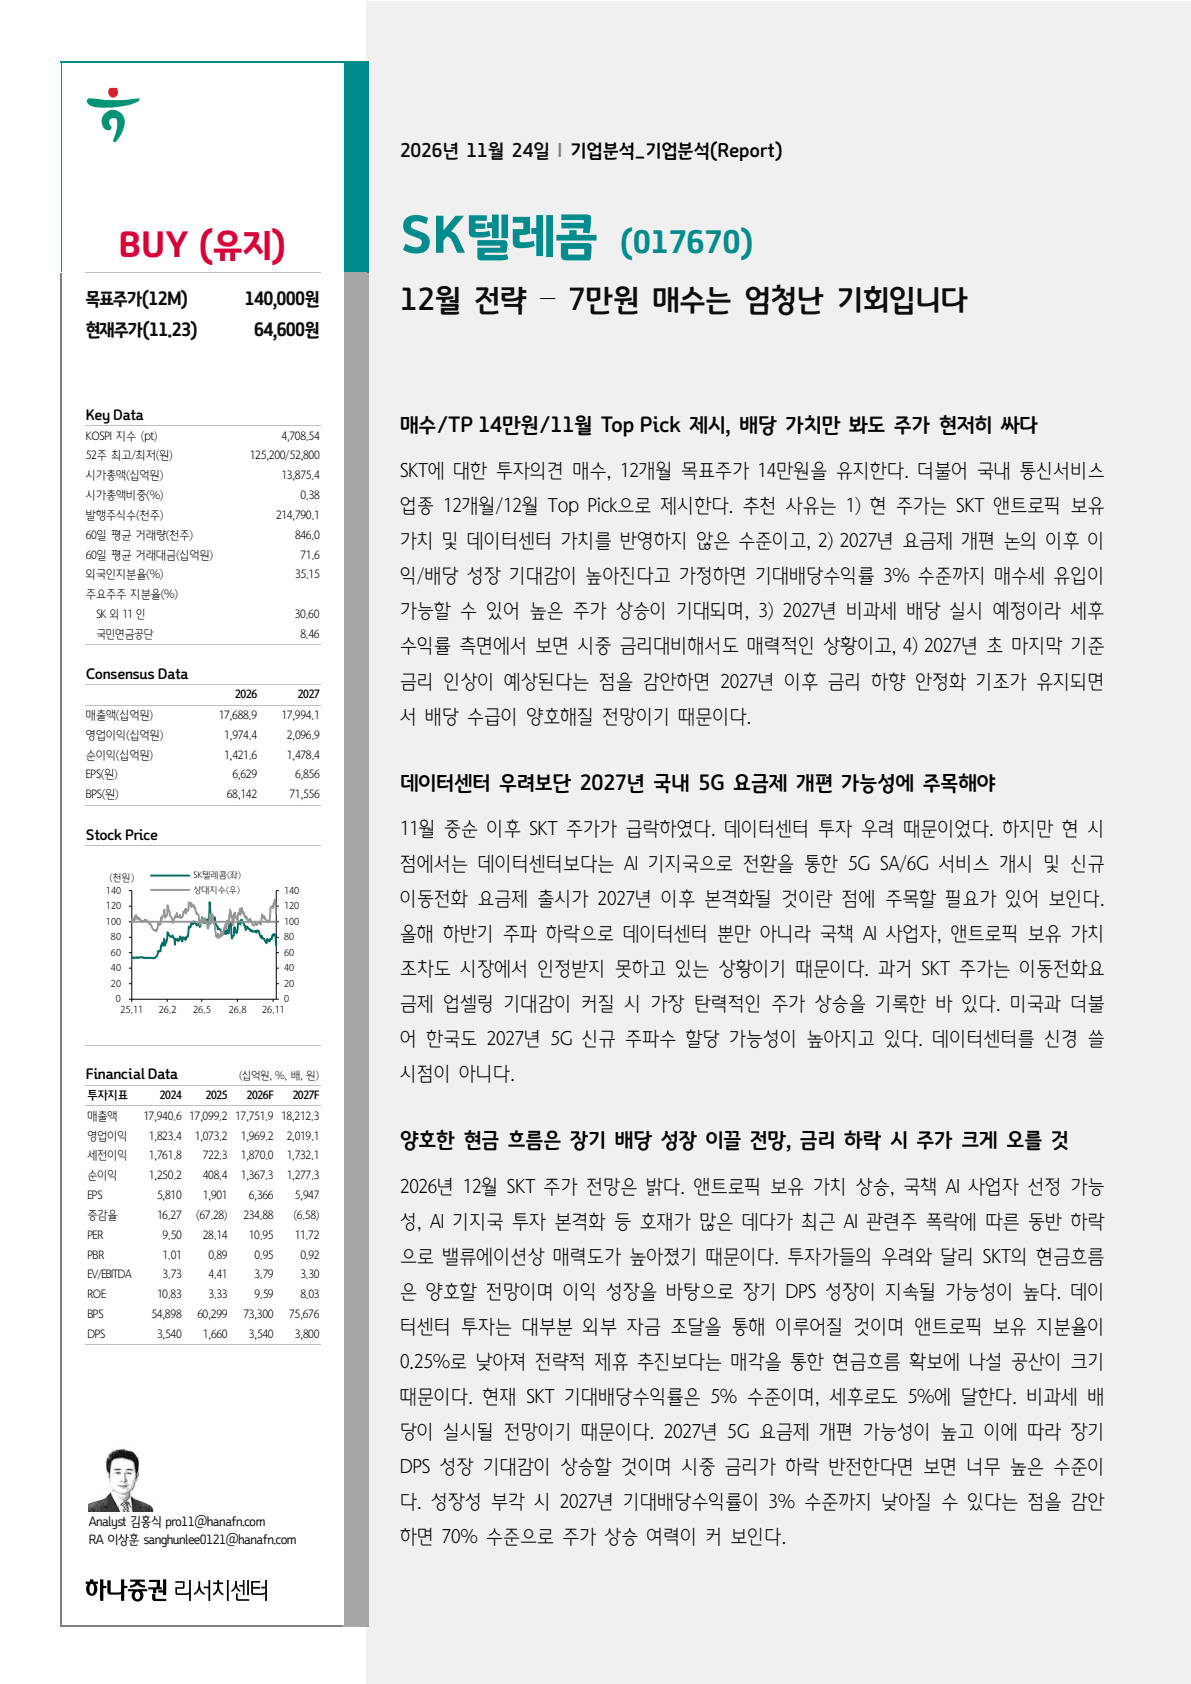 BUY (유지)
목표주가(12M) 140,000원
현재주가(11.23) 64,600원
Key Data
KOSPI 지수 (pt) 4,708.54
52주 최고/최저(원) 125,200/52,800
시가총액(십억원) 13,875.4
시가총액비중(%) 0.38
발행주식수(천주) 214,790.1
60일 평균 거래량(천주) 846.0
60일 평균 거래대금(십억원) 71.6
외국인지분율(%) 35.15
주요주주 지분율(%)
SK 외 11 인 30.60
국민연금공단 8.46
Consensus Data
2026 2027
매출액(십억원) 17,688.9 17,994.1
영업이익(십억원) 1,974.4 2,096.9
순이익(십억원) 1,421.6 1,478.4
EPS(원) 6,629 6,856
BPS(원) 68,142 71,556
Stock Price
(천원) SK텔레콤(좌)
상대지수(우)
140 140
120 120
100 100
80 80
60 60
40 40
20 20
0 0
25.11 26.2 26.5 26.8 26.11
Financial Data (십억원, %, 배, 원)
투자지표 2024 2025 2026F 2027F
매출액 17,940.6 17,099.2 17,751.9 18,212.3
영업이익 1,823.4 1,073.2 1,969.2 2,019.1
세전이익 1,761.8 722.3 1,870.0 1,732.1
순이익 1,250.2 408.4 1,367.3 1,277.3
EPS 5,810 1,901 6,366 5,947
증감율 16.27 (67.28) 234.88 (6.58)
PER 9.50 28.14 10.95 11.72
PBR 1.01 0.89 0.95 0.92
EV/EBITDA 3.73 4.41 3.79 3.30
ROE 10.83 3.33 9.59 8.03
BPS 54,898 60,299 73,300 75,676
DPS 3,540 1,660 3,540 3,800
Analyst 김홍식 pro11@hanafn.com
RA 이상훈 sanghunlee0121@hanafn.com
하나증권 리서치센터
2026년 11월 24일 | 기업분석_기업분석(Report)
SK텔레콤 (017670)
12월 전략 – 7만원 매수는 엄청난 기회입니다
매수/TP 14만원/11월 Top Pick 제시, 배당 가치만 봐도 주가 현저히 싸다
SKT에 대한 투자의견 매수, 12개월 목표주가 14만원을 유지한다. 더불어 국내 통신서비스
업종 12개월/12월 Top Pick으로 제시한다. 추천 사유는 1) 현 주가는 SKT 앤트로픽 보유
가치 및 데이터센터 가치를 반영하지 않은 수준이고, 2) 2027년 요금제 개편 논의 이후 이
익/배당 성장 기대감이 높아진다고 가정하면 기대배당수익률 3% 수준까지 매수세 유입이
가능할 수 있어 높은 주가 상승이 기대되며, 3) 2027년 비과세 배당 실시 예정이라 세후
수익률 측면에서 보면 시중 금리대비해서도 매력적인 상황이고, 4) 2027년 초 마지막 기준
금리 인상이 예상된다는 점을 감안하면 2027년 이후 금리 하향 안정화 기조가 유지되면
서 배당 수급이 양호해질 전망이기 때문이다.
데이터센터 우려보단 2027년 국내 5G 요금제 개편 가능성에 주목해야
11월 중순 이후 SKT 주가가 급락하였다. 데이터센터 투자 우려 때문이었다. 하지만 현 시
점에서는 데이터센터보다는 AI 기지국으로 전환을 통한 5G SA/6G 서비스 개시 및 신규
이동전화 요금제 출시가 2027년 이후 본격화될 것이란 점에 주목할 필요가 있어 보인다.
올해 하반기 주파 하락으로 데이터센터 뿐만 아니라 국책 AI 사업자, 앤트로픽 보유 가치
조차도 시장에서 인정받지 못하고 있는 상황이기 때문이다. 과거 SKT 주가는 이동전화요
금제 업셀링 기대감이 커질 시 가장 탄력적인 주가 상승을 기록한 바 있다. 미국과 더불
어 한국도 2027년 5G 신규 주파수 할당 가능성이 높아지고 있다. 데이터센터를 신경 쓸
시점이 아니다.
양호한 현금 흐름은 장기 배당 성장 이끌 전망, 금리 하락 시 주가 크게 오를 것
2026년 12월 SKT 주가 전망은 밝다. 앤트로픽 보유 가치 상승, 국책 AI 사업자 선정 가능
성, AI 기지국 투자 본격화 등 호재가 많은 데다가 최근 AI 관련주 폭락에 따른 동반 하락
으로 밸류에이션상 매력도가 높아졌기 때문이다. 투자가들의 우려와 달리 SKT의 현금흐름
은 양호할 전망이며 이익 성장을 바탕으로 장기 DPS 성장이 지속될 가능성이 높다. 데이
터센터 투자는 대부분 외부 자금 조달을 통해 이루어질 것이며 앤트로픽 보유 지분율이
0.25%로 낮아져 전략적 제휴 추진보다는 매각을 통한 현금흐름 확보에 나설 공산이 크기
때문이다. 현재 SKT 기대배당수익률은 5% 수준이며, 세후로도 5%에 달한다. 비과세 배
당이 실시될 전망이기 때문이다. 2027년 5G 요금제 개편 가능성이 높고 이에 따라 장기
DPS 성장 기대감이 상승할 것이며 시중 금리가 하락 반전한다면 보면 너무 높은 수준이
다. 성장성 부각 시 2027년 기대배당수익률이 3% 수준까지 낮아질 수 있다는 점을 감안
하면 70% 수준으로 주가 상승 여력이 커 보인다.